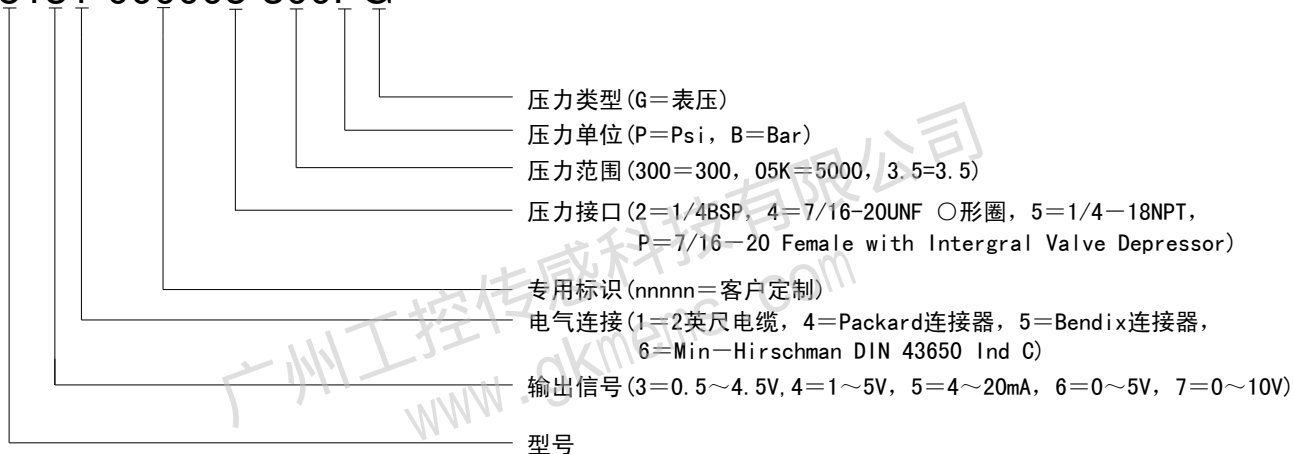 压力类型(G=表压)
压力单位(P=Psi, B=Bar)
压力范围(300=300, 05K=5000, 3.5=3.5)
压力接口(2=1/4BSP, 4=7/16-20UNF ○形圈, 5=1/4-18NPT,
P=7/16-20 Female with Intergral Valve Depressor)
专用标识(nnnnn=客户定制)
电气连接(1=2英尺电缆, 4=Packard连接器, 5=Bendix连接器,
6=Min-Hirschman DIN 43650 Ind C)
输出信号(3=0.5~4.5V,4=1~5V, 5=4~20mA, 6=0~5V, 7=0~10V)
型号
广州工控传感科技有限公司
www.gkmems.com